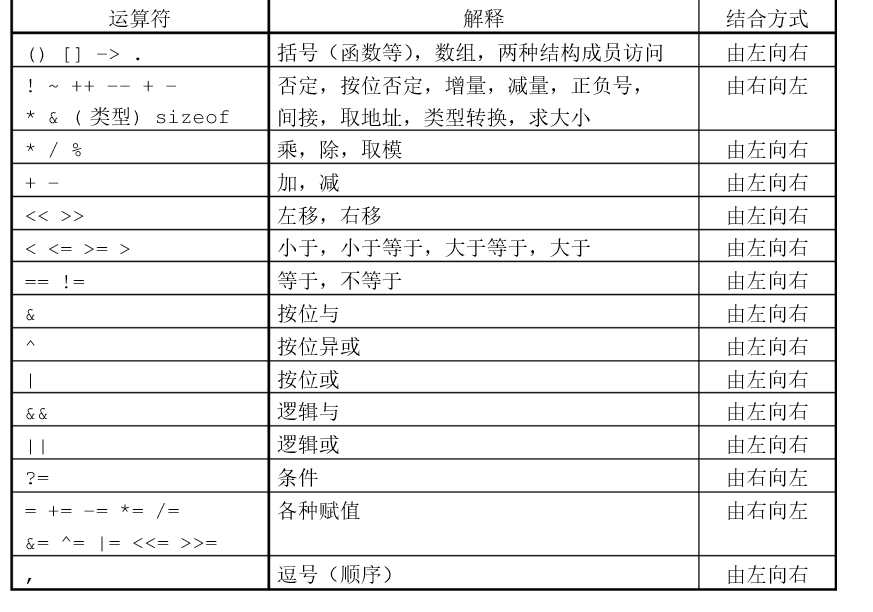 运算符 解释 结合方式
() [] -> . 括号（函数等），数组，两种结构成员访问 由左向右
! ~ ++ -- + - 否定，按位否定，增量，减量，正负号， 由右向左
* & (类型) sizeof 间接，取地址，类型转换，求大小
* / % 乘，除，取模 由左向右
+ - 加，减 由左向右
<< >> 左移，右移 由左向右
< <= >= > 小于，小于等于，大于等于，大于 由左向右
== != 等于，不等于 由左向右
& 按位与 由左向右
^ 按位异或 由左向右
| 按位或 由左向右
&& 逻辑与 由左向右
|| 逻辑或 由左向右
?= 条件 由右向左
= += -= *= /= 各种赋值 由右向左
&= ^= |= <<= >>=
, 逗号（顺序） 由左向右